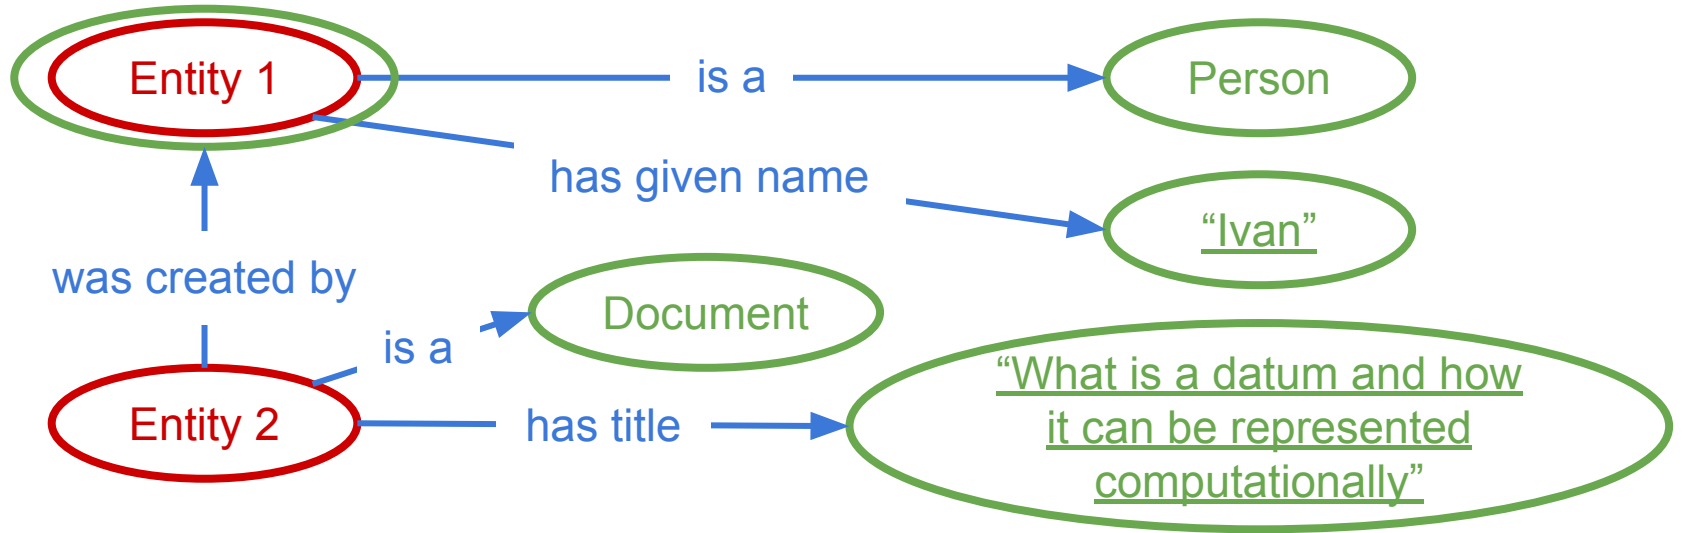 Entity 1
is a
Person
has given name
“Ivan”
was created by
is a
Document
Entity 2
has title
“What is a datum and how
it can be represented
computationally”